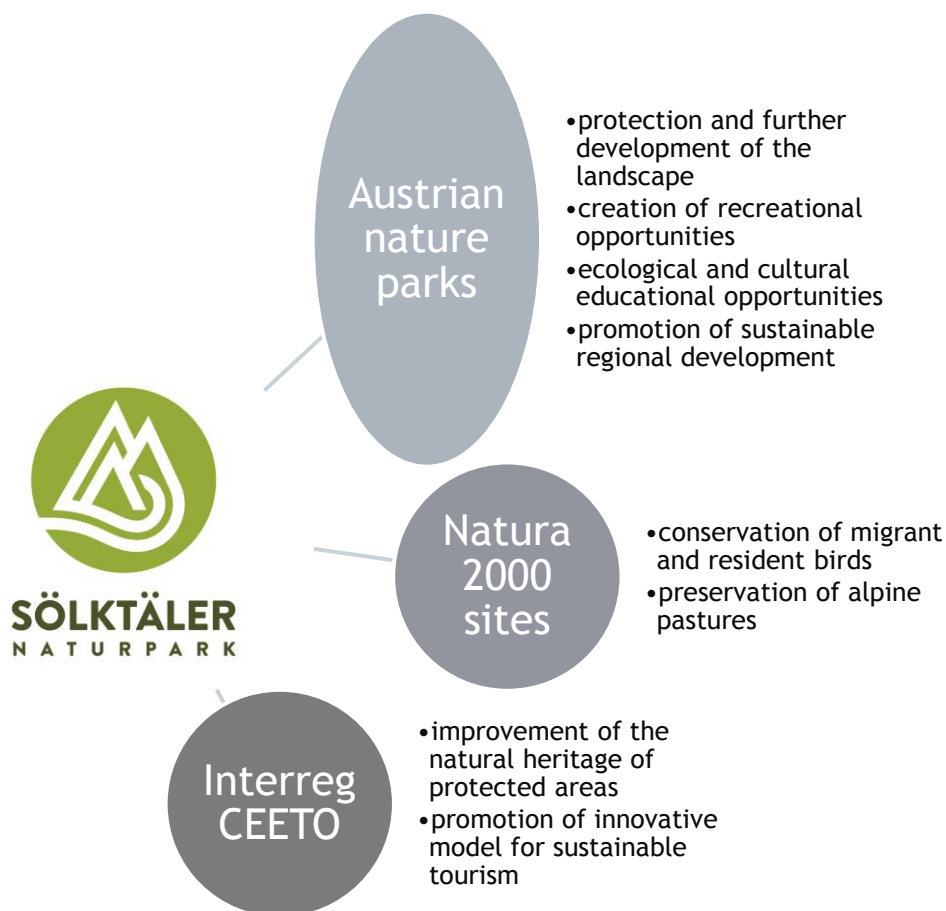 Austrian
nature
parks
•protection and further
development of the
landscape
•creation of recreational
opportunities
•ecological and cultural
educational opportunities
•promotion of sustainable
regional development
SÖLKTÄLER
NATURPARK
Natura
2000
sites
•conservation of migrant
and resident birds
•preservation of alpine
pastures
Interreg
CEETO
•improvement of the
natural heritage of
protected areas
•promotion of innovative
model for sustainable
tourism